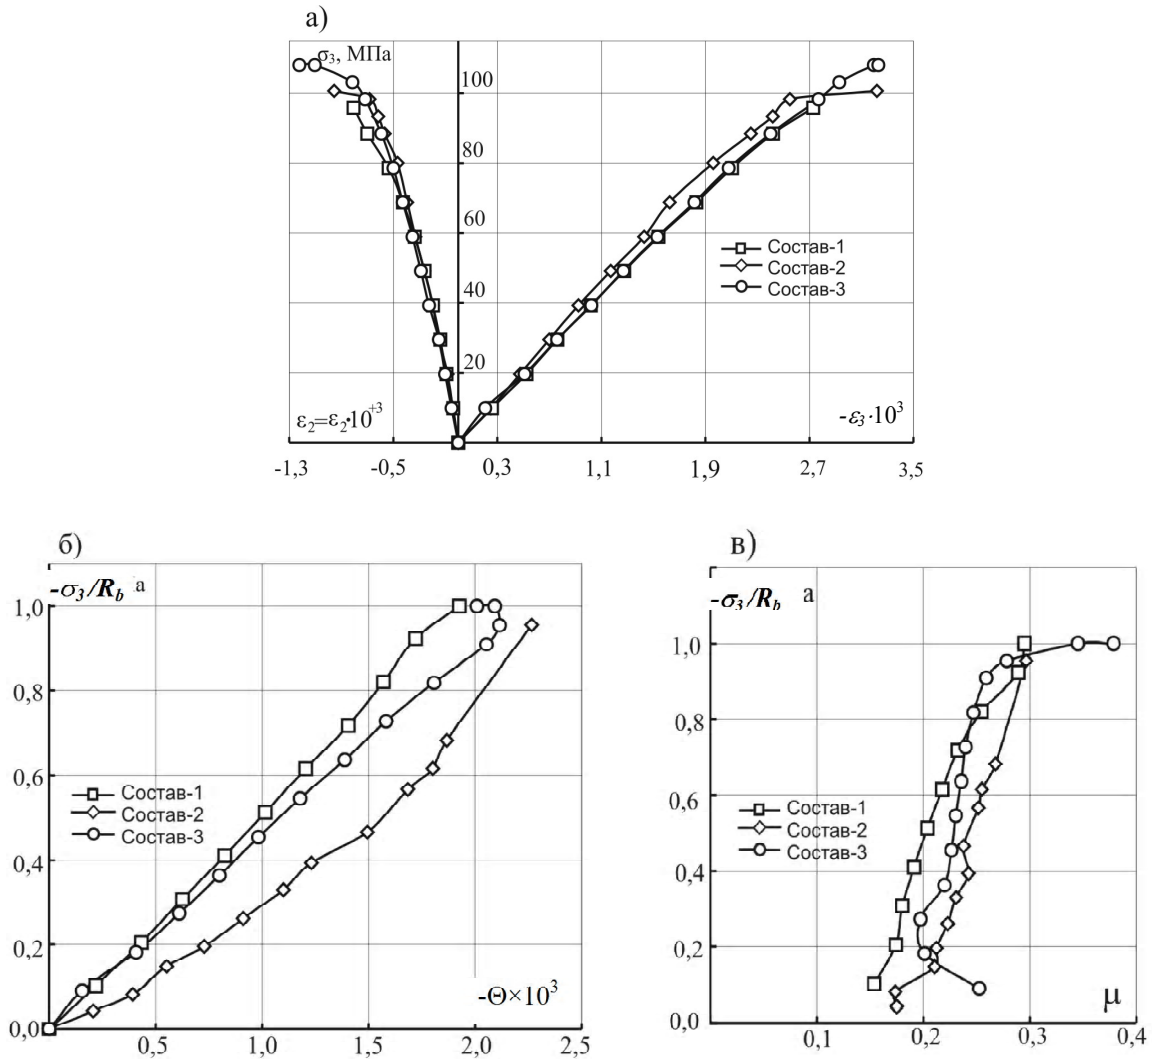 а)
σ₃, МПа
100
80
60
40
20
Состав-1
Состав-2
Состав-3
ε₂=ε₂·10⁺³
-ε₃·10³
-1,3 -0,5 0,3 1,1 1,9 2,7 3,5
б)
-σ₃/R_b а
1,0
0,8
0,6
0,4
0,2
0,0
Состав-1
Состав-2
Состав-3
-Θ×10³
0,5 1,0 1,5 2,0 2,5
в)
-σ₃/R_b а
1,0
0,8
0,6
0,4
0,2
0,0
Состав-1
Состав-2
Состав-3
μ
0,1 0,2 0,3 0,4